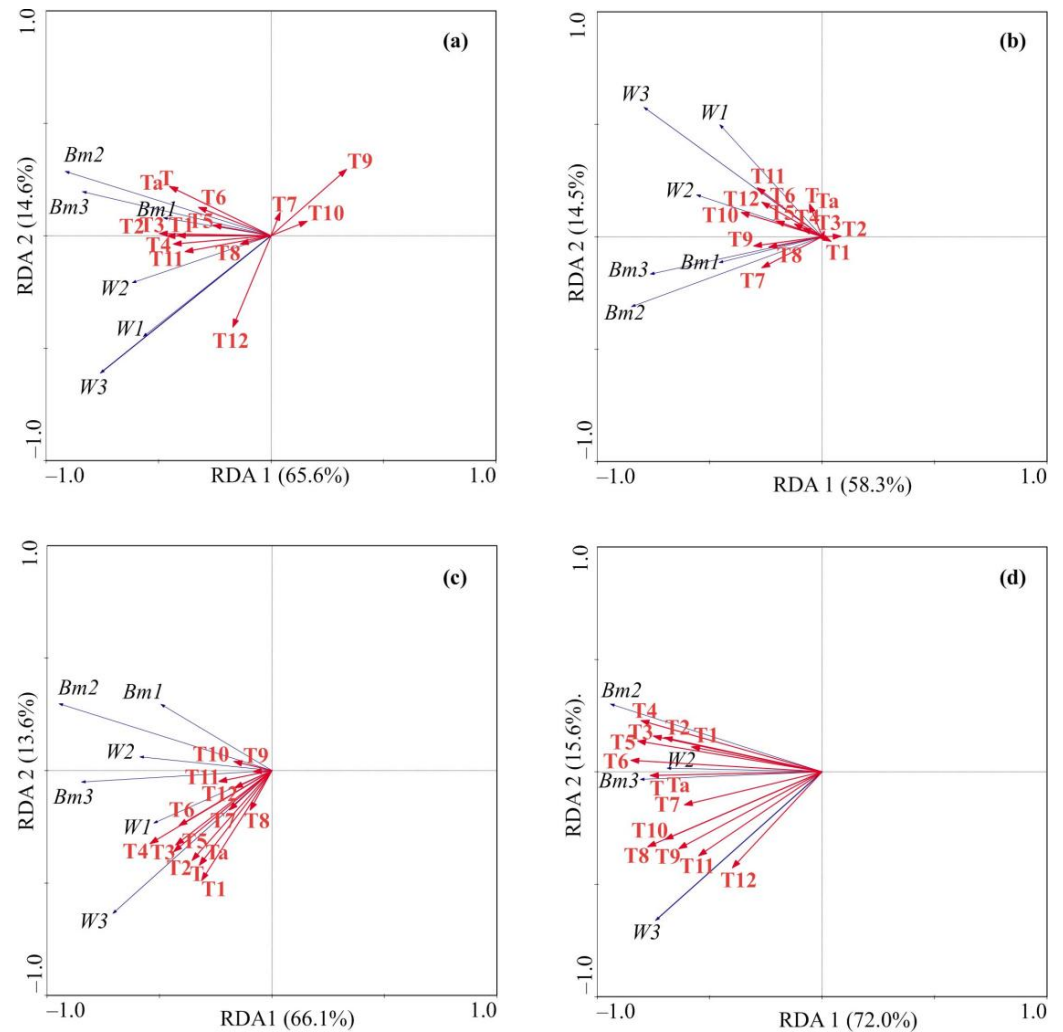 1.0
(a)
Bm2
Ta T
T6
T9
Bm3
Bm1
T7
T10
T2 T3 T1 T5
T4
T11
T8
W2
W1
T12
W3
RDA 2 (14.6%)
−1.0
−1.0
RDA 1 (65.6%)
1.0
1.0
(b)
W3
W1
T11
W2
T12 T6
T Ta
T10
T5 T4
T3
T2
T9
T8
T1
Bm3
Bm1
T7
Bm2
RDA 2 (14.5%)
−1.0
−1.0
RDA 1 (58.3%)
1.0
1.0
(c)
Bm2
Bm1
W2
T10
T9
Bm3
T11
T12
W1
T6
T7
T8
T4 T3 T5
T2
Ta
T
T1
W3
RDA 2 (13.6%)
−1.0
−1.0
RDA1 (66.1%)
1.0
1.0
(d)
Bm2
T4
T3 T2 T1
T5
T6
W2
Bm3
T Ta
T7
T10
T8
T9
T11
T12
W3
RDA 2 (15.6%).
−1.0
−1.0
RDA 1 (72.0%)
1.0